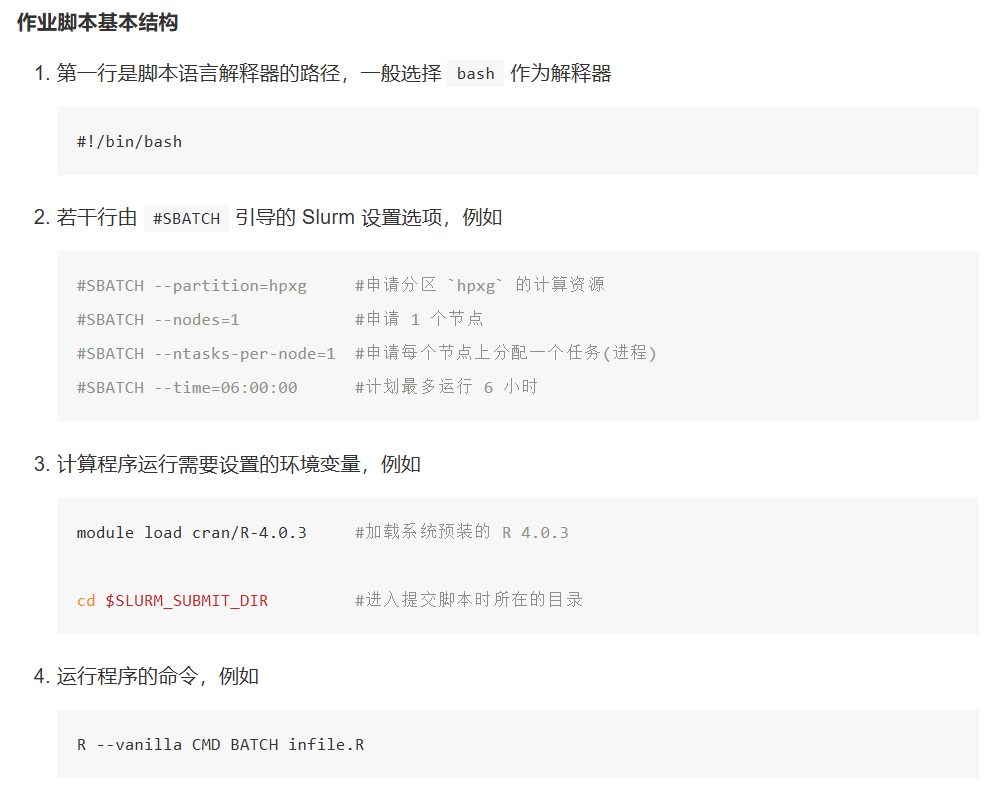 作业脚本基本结构
1. 第一行是脚本语言解释器的路径，一般选择 bash 作为解释器
#!/bin/bash
2. 若干行由 #SBATCH 引导的 Slurm 设置选项，例如
#SBATCH --partition=hpxg     #申请分区 `hpxg` 的计算资源
#SBATCH --nodes=1            #申请 1 个节点
#SBATCH --ntasks-per-node=1  #申请每个节点上分配一个任务(进程)
#SBATCH --time=06:00:00      #计划最多运行 6 小时
3. 计算程序运行需要设置的环境变量，例如
module load cran/R-4.0.3     #加载系统预装的 R 4.0.3
cd $SLURM_SUBMIT_DIR         #进入提交脚本时所在的目录
4. 运行程序的命令，例如
R --vanilla CMD BATCH infile.R